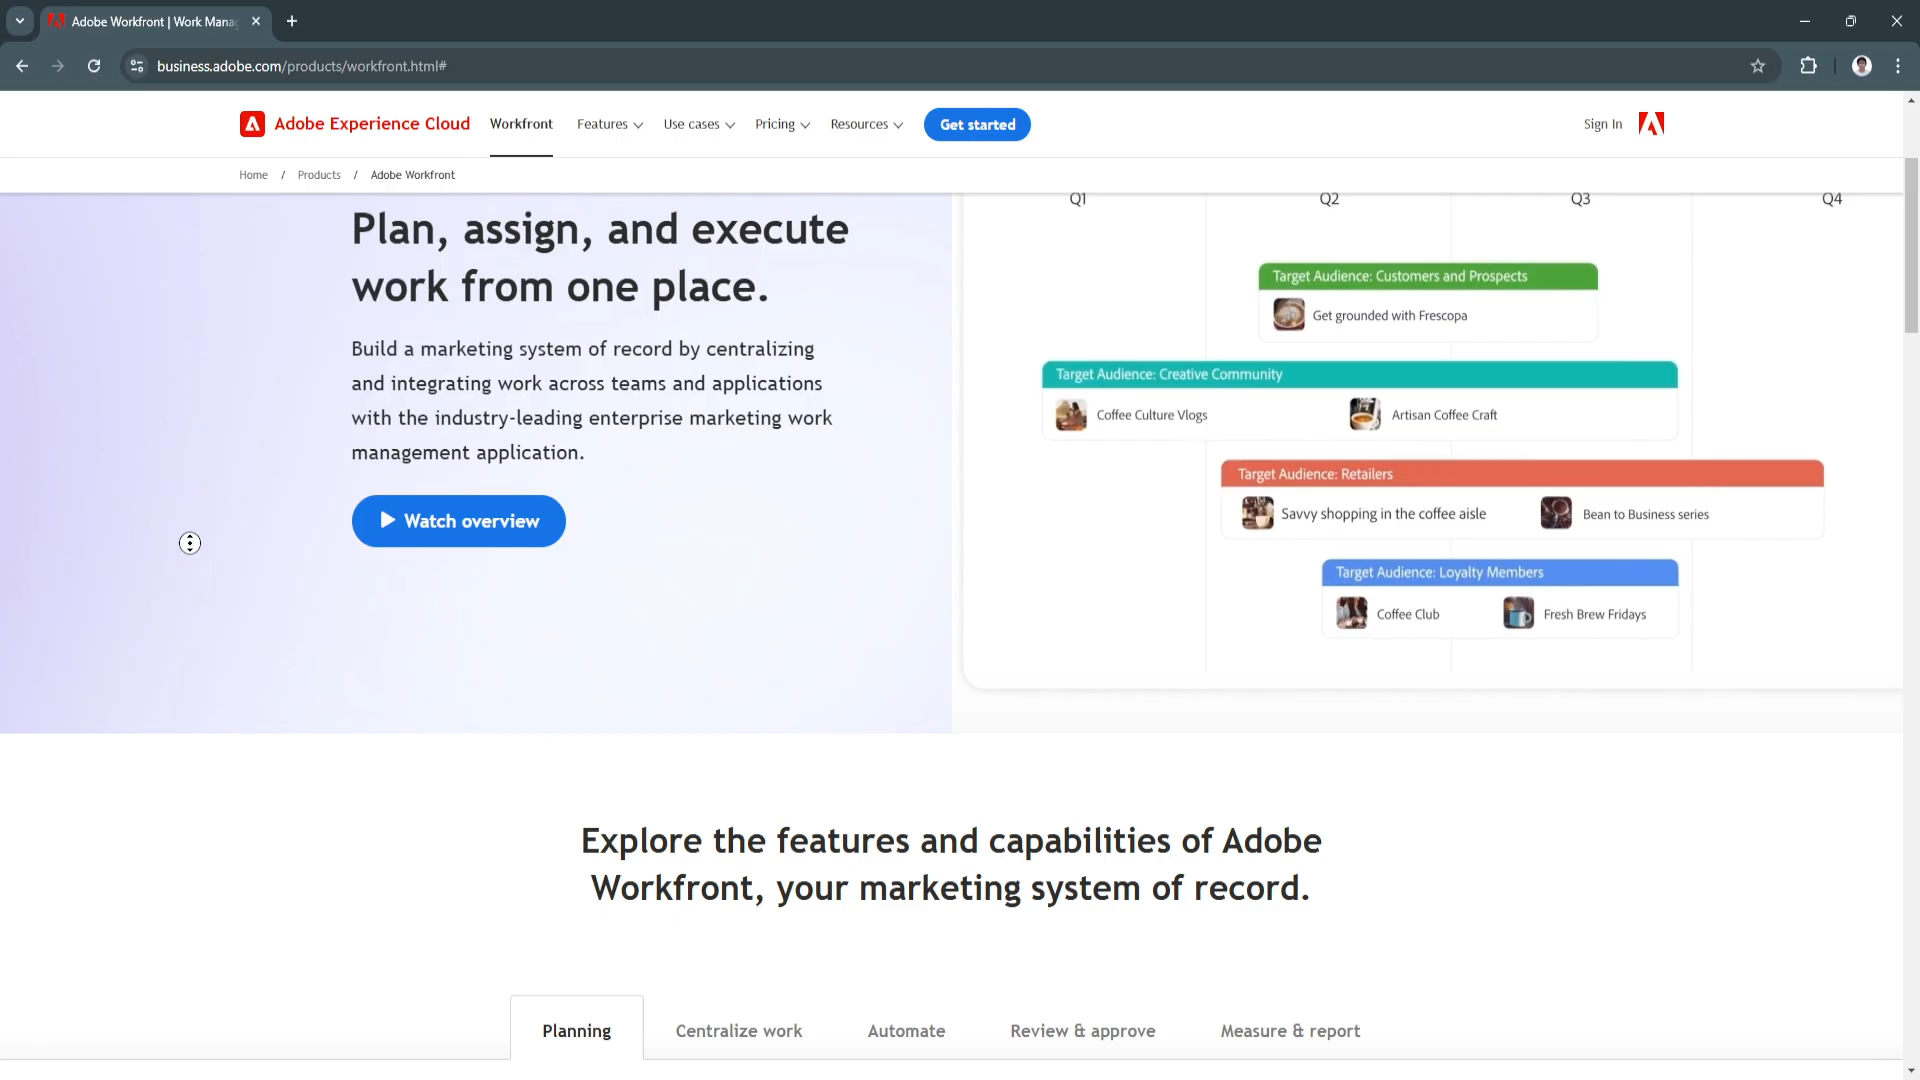 Adobe Workfront | Work Mana
business.adobe.com/products/workfront.html#
Adobe Experience Cloud
Workfront
Features
Use cases
Pricing
Resources
Get started
Sign In
Home / Products / Adobe Workfront
Plan, assign, and execute
work from one place.
Build a marketing system of record by centralizing
and integrating work across teams and applications
with the industry-leading enterprise marketing work
management application.
Watch overview
Q1 Q2 Q3 Q4
Target Audience: Customers and Prospects
Get grounded with Frescopa
Target Audience: Creative Community
Coffee Culture Vlogs
Artisan Coffee Craft
Target Audience: Retailers
Savvy shopping in the coffee aisle
Bean to Business series
Target Audience: Loyalty Members
Coffee Club
Fresh Brew Fridays
Explore the features and capabilities of Adobe
Workfront, your marketing system of record.
Planning
Centralize work
Automate
Review & approve
Measure & report